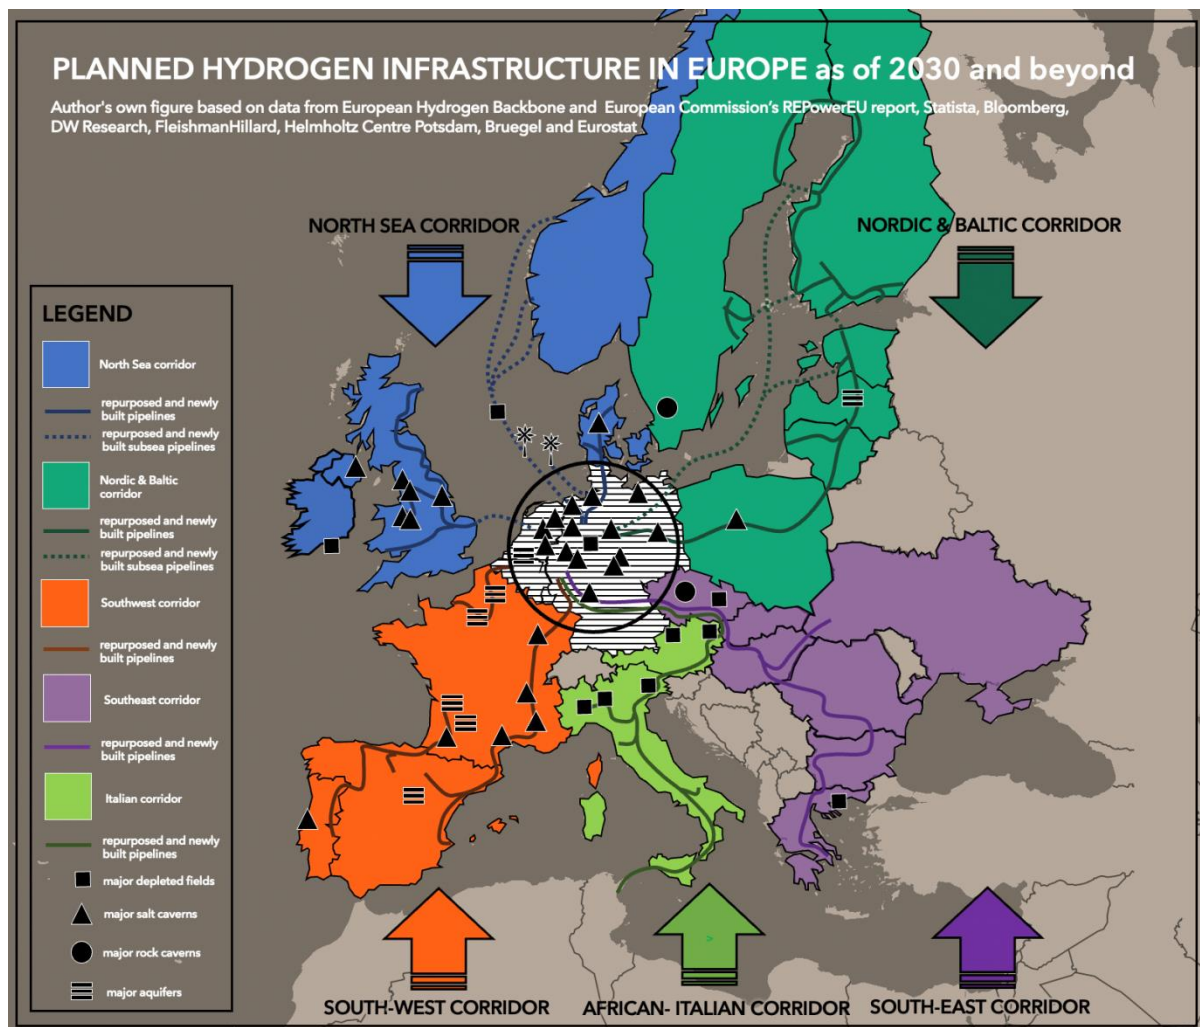 PLANNED HYDROGEN INFRASTRUCTURE IN EUROPE as of 2030 and beyond
Author's own figure based on data from European Hydrogen Backbone and European Commission's REPowerEU report, Statista, Bloomberg,
DW Research, FleishmanHillard, Helmholtz Centre Potsdam, Bruegel and Eurostat
NORTH SEA CORRIDOR
NORDIC & BALTIC CORRIDOR
LEGEND
North Sea corridor
repurposed and newly
built pipelines
repurposed and newly
built subsea pipelines
Nordic & Baltic
corridor
repurposed and newly
built pipelines
repurposed and newly
built subsea pipelines
Southwest corridor
repurposed and newly
built pipelines
Southeast corridor
repurposed and newly
built pipelines
Italian corridor
repurposed and newly
built pipelines
major depleted fields
major salt caverns
major rock caverns
major aquifers
>
SOUTH-WEST CORRIDOR
AFRICAN- ITALIAN CORRIDOR
SOUTH-EAST CORRIDOR